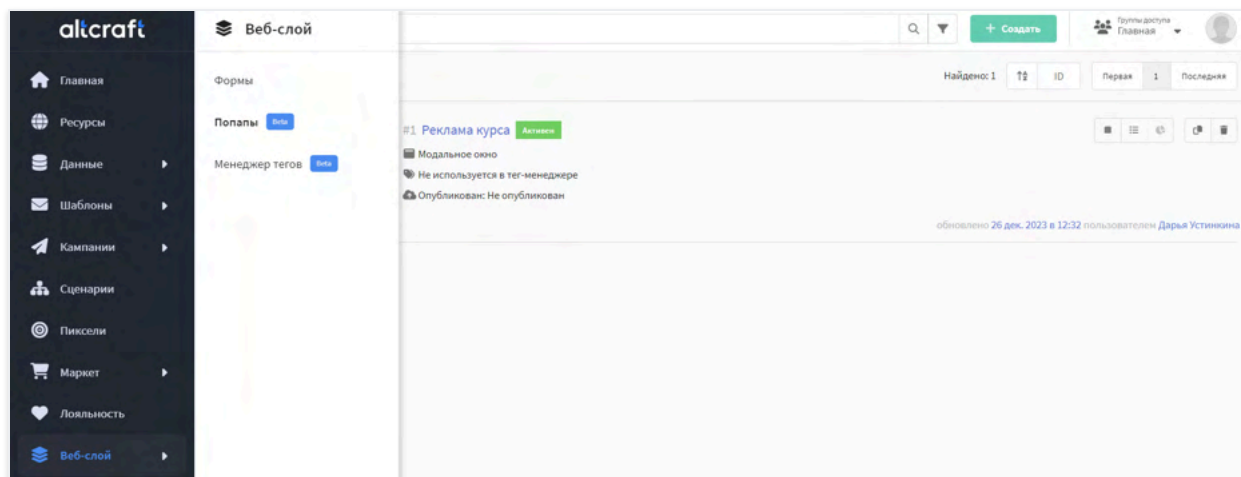 altcraft
Главная
Ресурсы
Данные
Шаблоны
Кампании
Сценарии
Пиксели
Маркет
Лояльность
Веб-слой
Веб-слой
Формы
Попапы Beta
Менеджер тегов Beta
+ Создать
Группы доступа
Главная
Найдено: 1
ID
Первая 1 Последняя
#1 Реклама курса Активен
Модальное окно
Не используется в тег-менеджере
Опубликован: Не опубликован
обновлено 26 дек. 2023 в 12:32 пользователем Дарья Устинкина